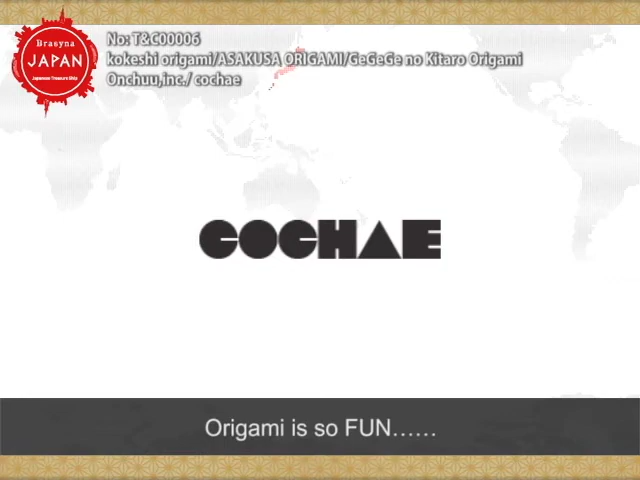 Brasyna
JAPAN
Japanese Treasure Ship
No: T&C00006
kokeshi origami/ASAKUSA ORIGAMI/GeGeGe no Kitaro Origami
Onchuu,inc./ cochae
COCHAE
Origami is so FUN……